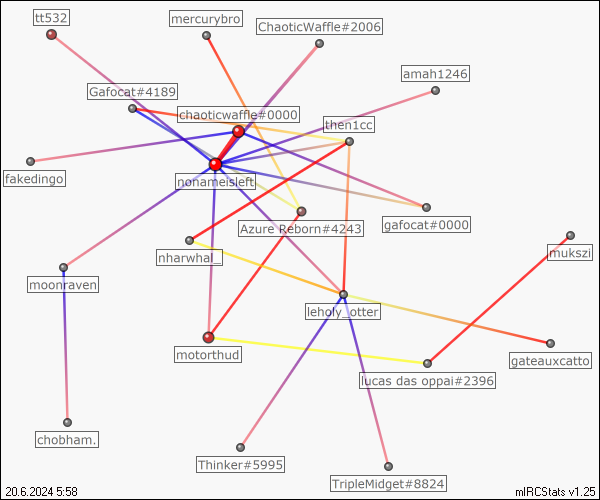 tt532
mercurybro
ChaoticWaffle#2006
amah1246
Gafocat#4189
chaoticwaffle#0000
then1cc
fakedingo
nonameisleft
gafocat#0000
Azure Reborn#4243
mukszi
nharwhal_
moonraven
leholy_otter
motorthud
gateauxcatto
lucas das oppai#2396
chobham.
Thinker#5995
TripleMidget#8824
20.6.2024 5:58
mIRCStats v1.25